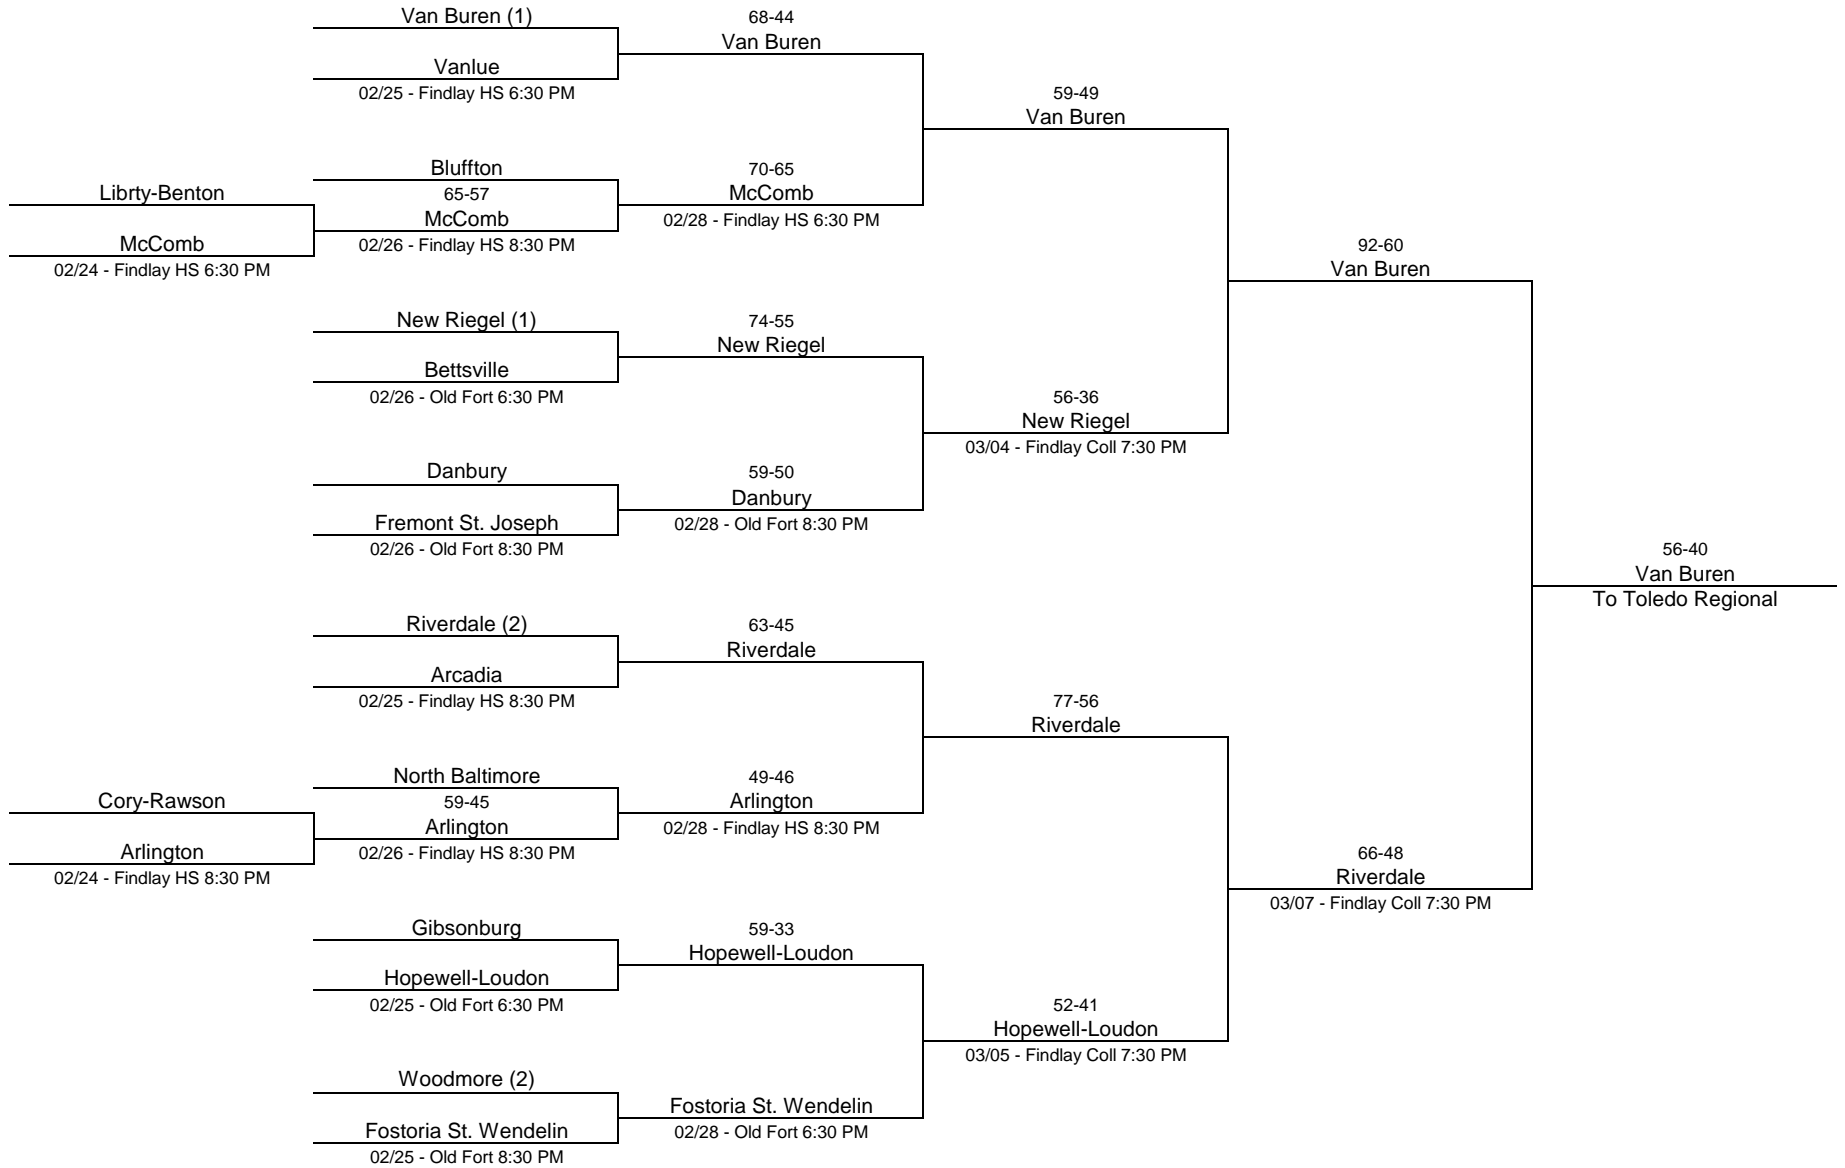 Van Buren (1)
68-44
Van Buren
Vanlue
02/25 - Findlay HS 6:30 PM
59-49
Van Buren
Bluffton
70-65
Librty-Benton
65-57
McComb
McComb
02/28 - Findlay HS 6:30 PM
McComb
02/26 - Findlay HS 8:30 PM
92-60
02/24 - Findlay HS 6:30 PM
Van Buren
New Riegel (1)
74-55
New Riegel
Bettsville
02/26 - Old Fort 6:30 PM
56-36
New Riegel
03/04 - Findlay Coll 7:30 PM
Danbury
59-50
Danbury
Fremont St. Joseph
02/28 - Old Fort 8:30 PM
02/26 - Old Fort 8:30 PM
56-40
Van Buren
To Toledo Regional
Riverdale (2)
63-45
Riverdale
Arcadia
02/25 - Findlay HS 8:30 PM
77-56
Riverdale
North Baltimore
49-46
Cory-Rawson
59-45
Arlington
Arlington
02/28 - Findlay HS 8:30 PM
Arlington
02/26 - Findlay HS 8:30 PM
66-48
02/24 - Findlay HS 8:30 PM
Riverdale
03/07 - Findlay Coll 7:30 PM
Gibsonburg
59-33
Hopewell-Loudon
Hopewell-Loudon
02/25 - Old Fort 6:30 PM
52-41
Hopewell-Loudon
03/05 - Findlay Coll 7:30 PM
Woodmore (2)
Fostoria St. Wendelin
Fostoria St. Wendelin
02/28 - Old Fort 6:30 PM
02/25 - Old Fort 8:30 PM